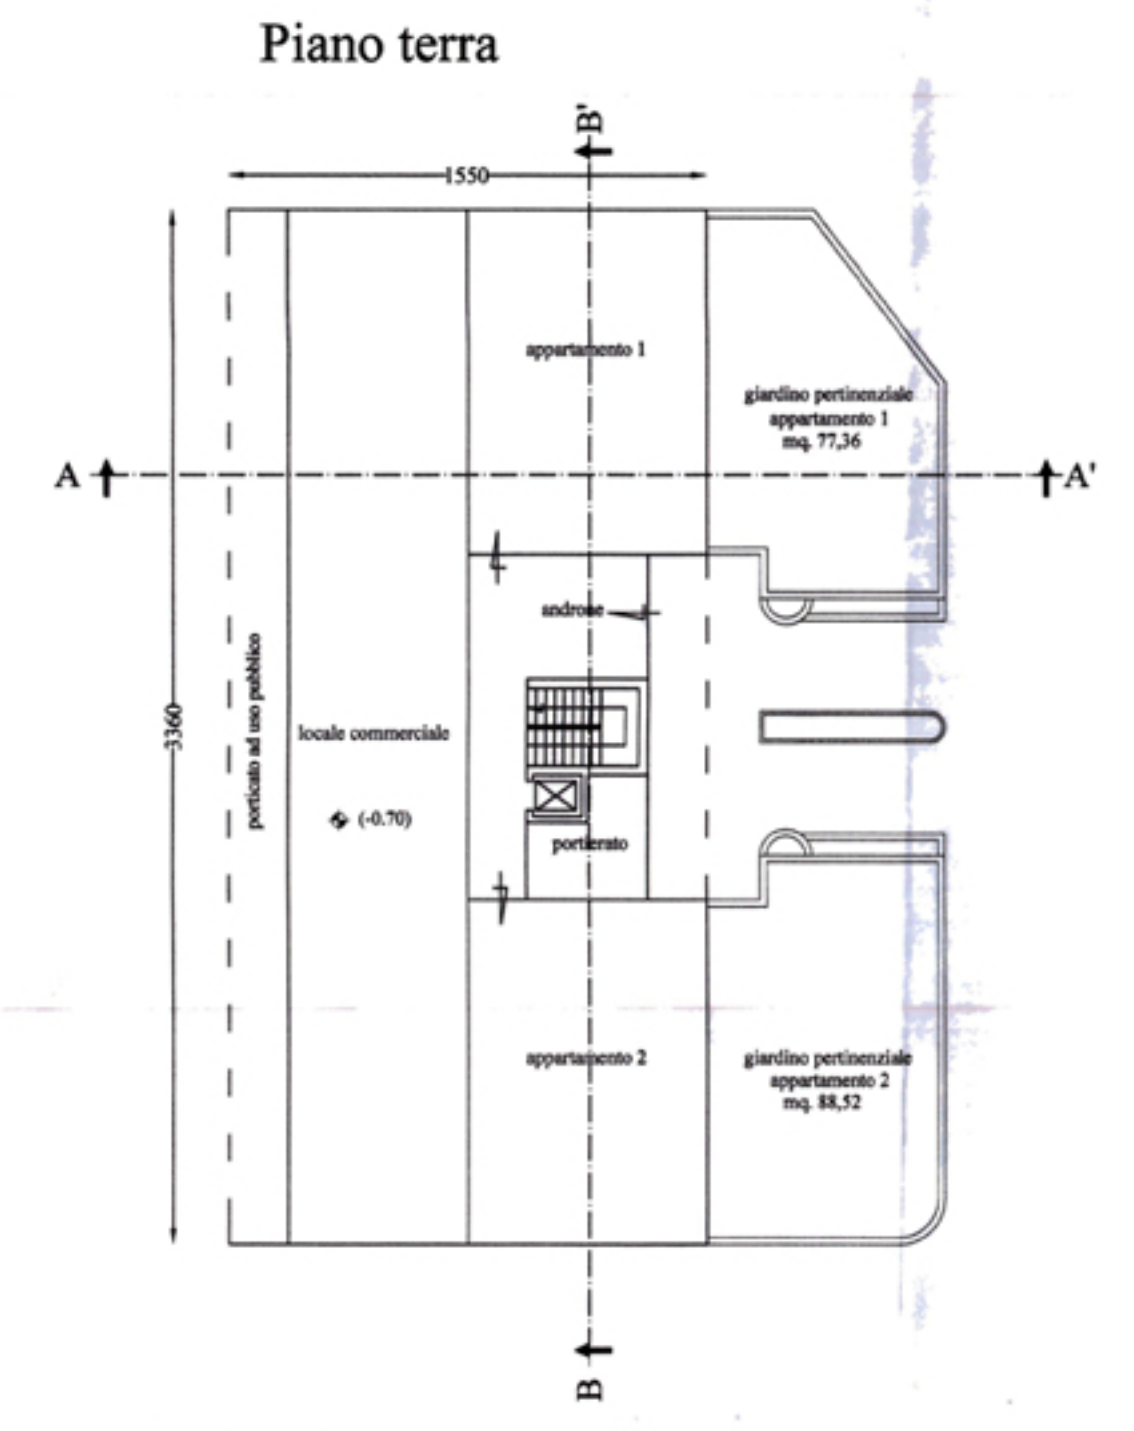 Piano terra
B'
1550
appartamento 1
giardino pertinenziale
appartamento 1
mq. 77,36
A
A'
androne
porticato ad uso pubblico
3360
locale commerciale
(-0.70)
portierato
appartamento 2
giardino pertinenziale
appartamento 2
mq. 88,52
B